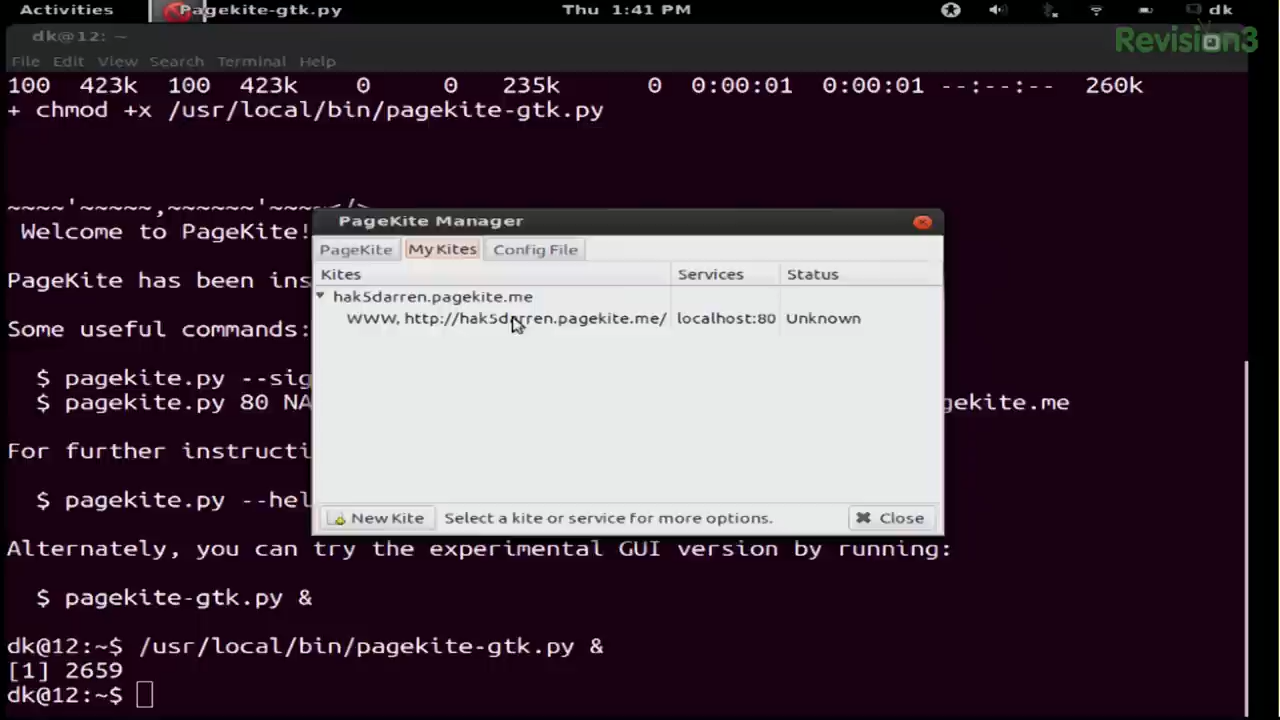 Activities Pagekite-gtk.py Thu 1:41 PM dk
dk@12: ~
Revision3
File Edit View Search Terminal Help
100 423k 100 423k 0 0 235k 0 0:00:01 0:00:01 --:--:-- 260k
+ chmod +x /usr/local/bin/pagekite-gtk.py
~~~~'~~~~~,~~~~~~'~~~~</>
PageKite Manager
Welcome to PageKite!
PageKite My Kites Config File
Kites Services Status
PageKite has been ins
hak5darren.pagekite.me
WWW, http://hak5darren.pagekite.me/ localhost:80 Unknown
Some useful commands:
$ pagekite.py --sig
$ pagekite.py 80 NA gekite.me
For further instructi
$ pagekite.py --hel
New Kite Select a kite or service for more options. Close
Alternately, you can try the experimental GUI version by running:
$ pagekite-gtk.py &
dk@12:~$ /usr/local/bin/pagekite-gtk.py &
[1] 2659
dk@12:~$